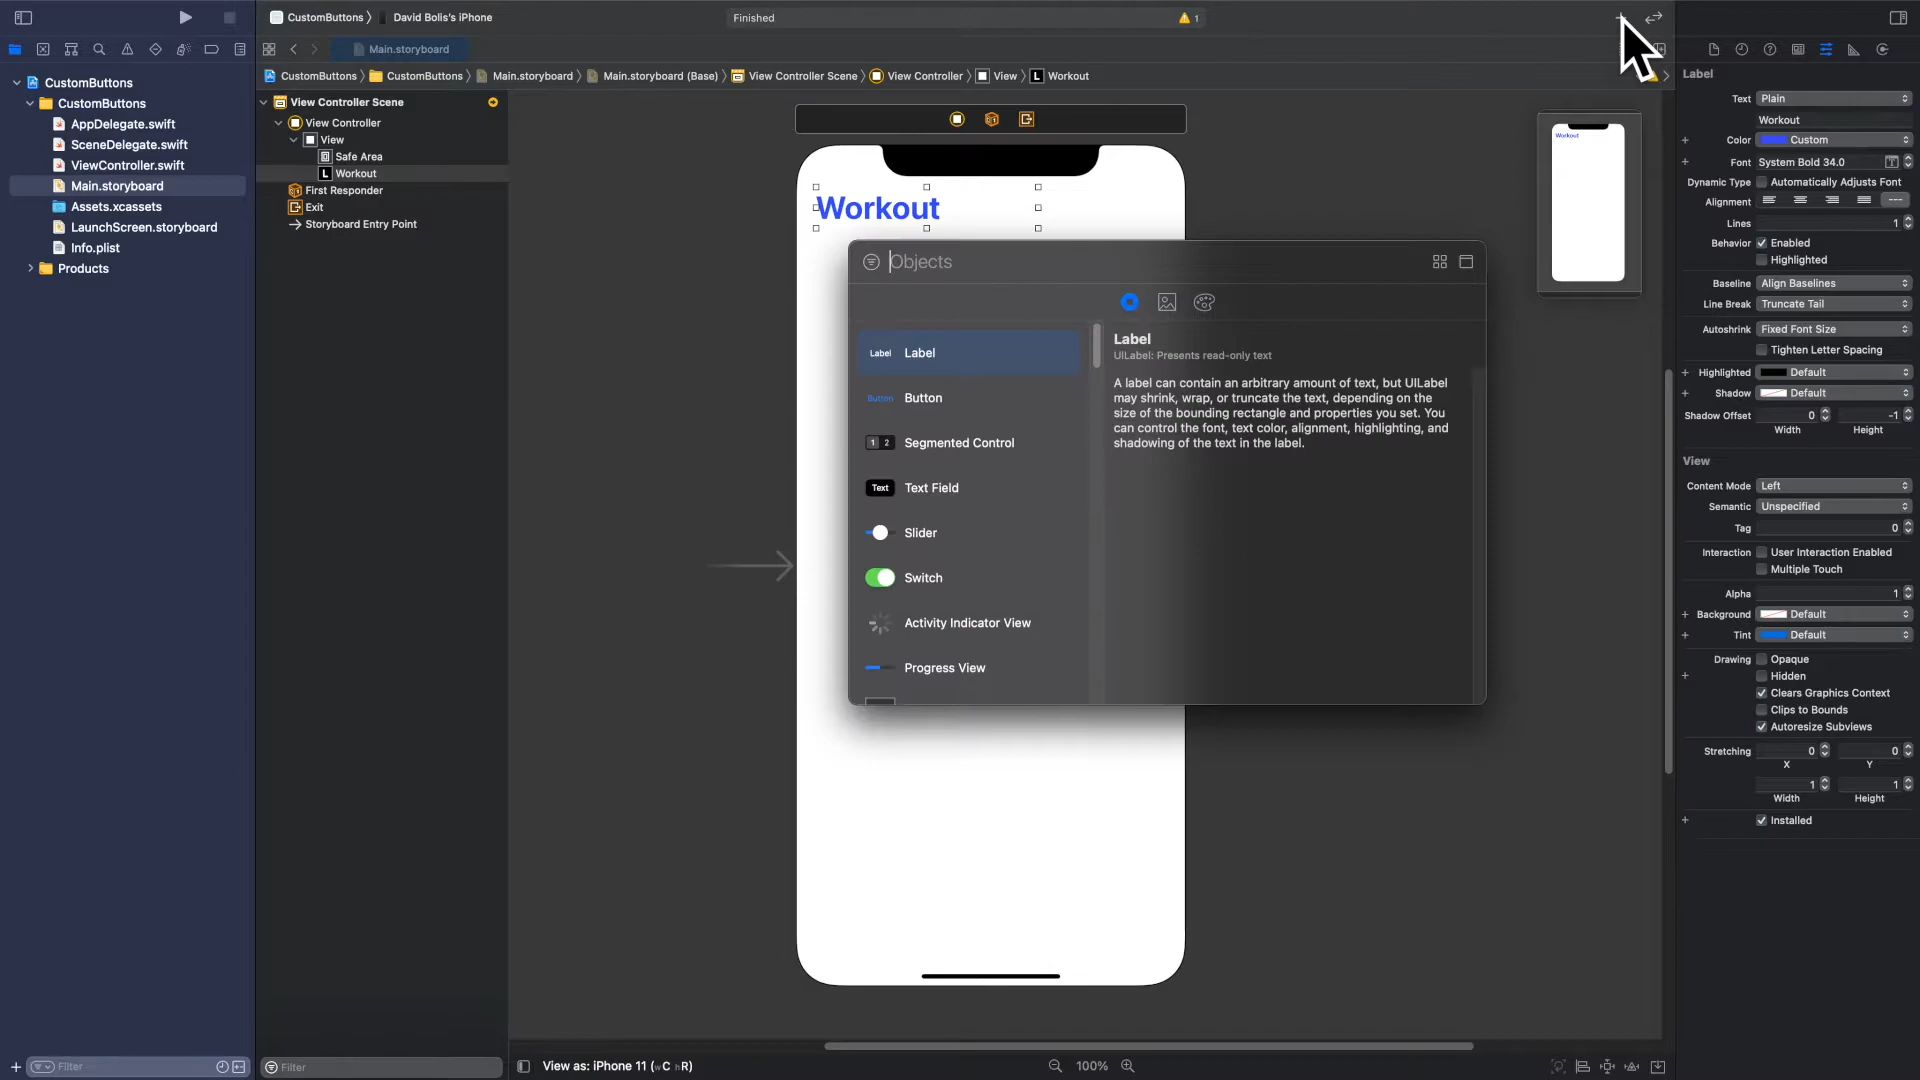 CustomButtons 〉 David Bolis's iPhone
Finished
1
Main.storyboard
CustomButtons 〉 CustomButtons 〉 Main.storyboard 〉 Main.storyboard (Base) 〉 View Controller Scene 〉 View Controller 〉 View 〉 L Workout
CustomButtons
CustomButtons
AppDelegate.swift
SceneDelegate.swift
ViewController.swift
Main.storyboard
Assets.xcassets
LaunchScreen.storyboard
Info.plist
Products
Filter
View Controller Scene
View Controller
View
Safe Area
L Workout
First Responder
Exit
Storyboard Entry Point
Filter
Workout
Objects
Label Label
Button Button
1 2 Segmented Control
Text Text Field
Slider
Switch
Activity Indicator View
Progress View
Label
UILabel: Presents read-only text
A label can contain an arbitrary amount of text, but UILabel
may shrink, wrap, or truncate the text, depending on the
size of the bounding rectangle and properties you set. You
can control the font, text color, alignment, highlighting, and
shadowing of the text in the label.
Workout
View as: iPhone 11 (wC hR)
100%
Label
Text Plain
Workout
Color Custom
Font System Bold 34.0
Dynamic Type Automatically Adjusts Font
Alignment
Lines 1
Behavior Enabled
Highlighted
Baseline Align Baselines
Line Break Truncate Tail
Autoshrink Fixed Font Size
Tighten Letter Spacing
Highlighted Default
Shadow Default
Shadow Offset 0 -1
Width Height
View
Content Mode Left
Semantic Unspecified
Tag 0
Interaction User Interaction Enabled
Multiple Touch
Alpha 1
Background Default
Tint Default
Drawing Opaque
Hidden
Clears Graphics Context
Clips to Bounds
Autoresize Subviews
Stretching 0 0
X Y
1 1
Width Height
Installed